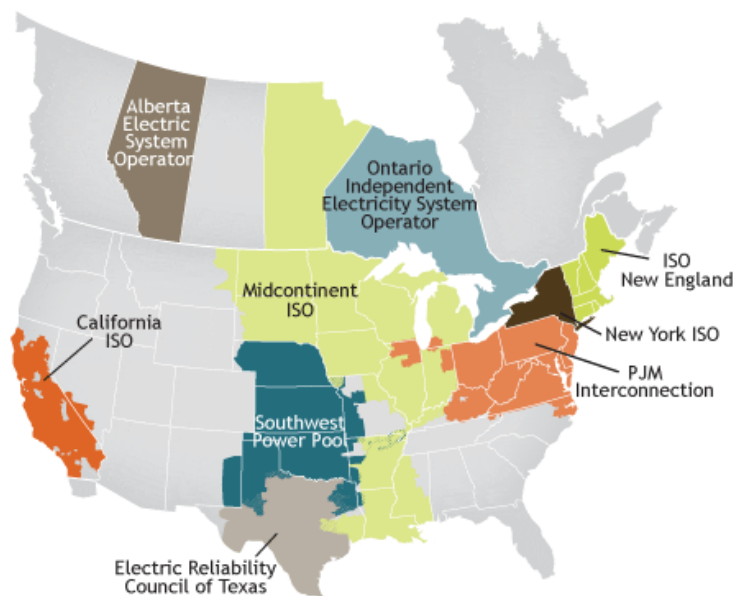 Alberta
Electric
System
Operator
Ontario
Independent
Electricity System
Operator
ISO
New England
Midcontinent
ISO
California
ISO
New York ISO
PJM
Interconnection
Southwest
Power Pool
Electric Reliability
Council of Texas